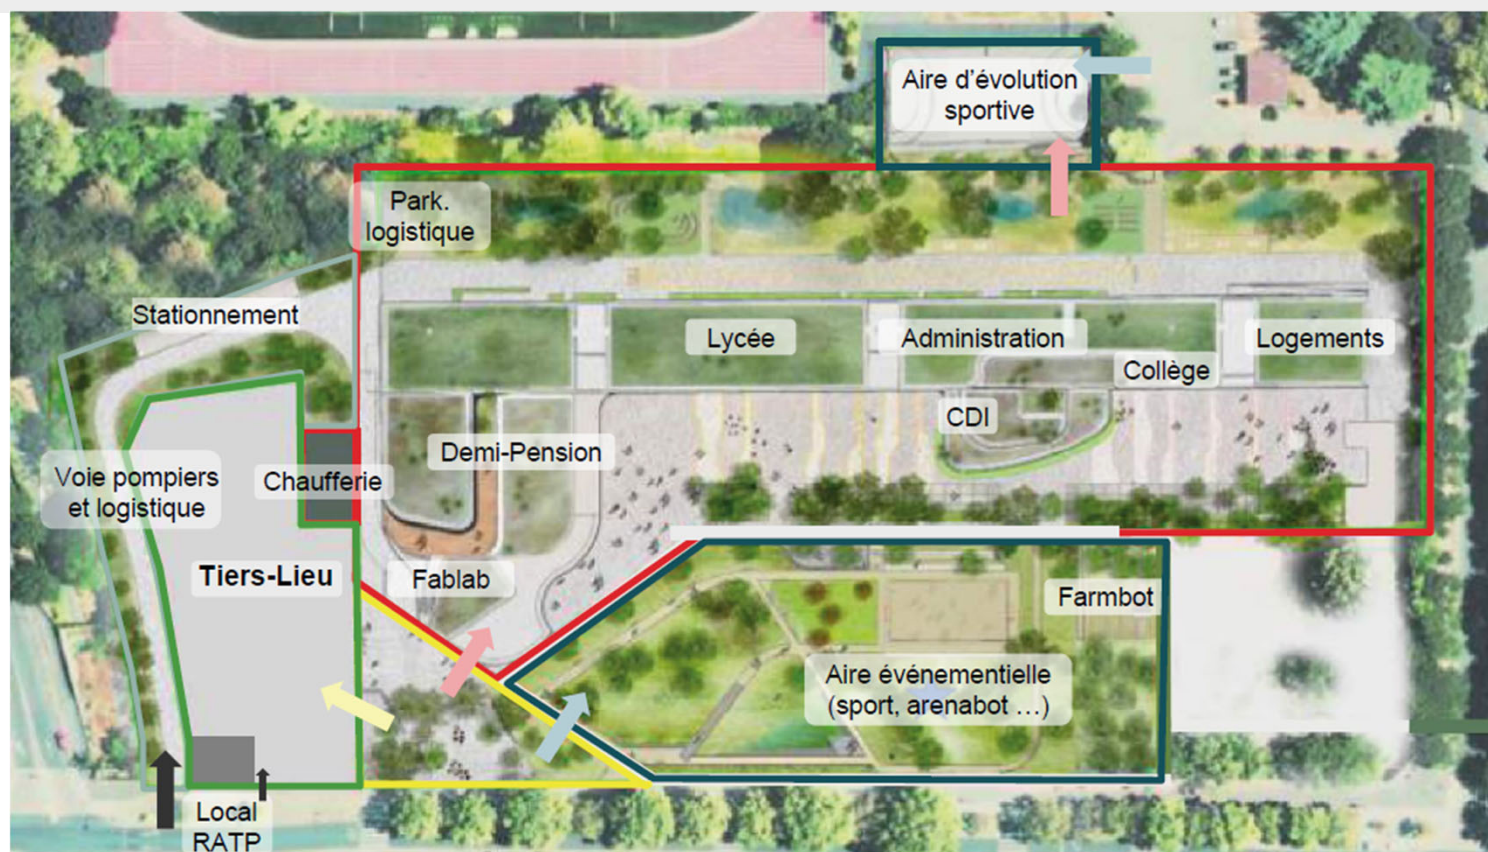 Aire d'évolution
sportive
Park.
logistique
Stationnement
Lycée
Administration
Logements
Collège
CDI
Demi-Pension
Voie pompiers
et logistique
Chaufferie
Tiers-Lieu
Fablab
Farmbot
Aire événementielle
(sport, arenabot ...)
Local
RATP